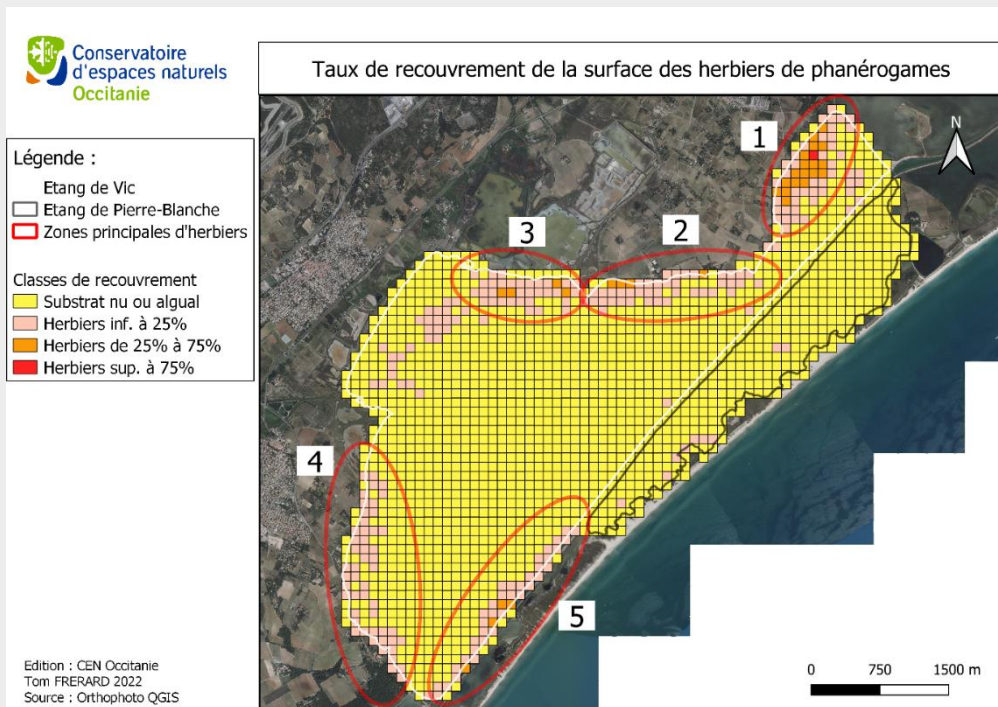 Conservatoire
d'espaces naturels
Occitanie
Taux de recouvrement de la surface des herbiers de phanérogames
Légende :
Etang de Vic
Etang de Pierre-Blanche
Zones principales d'herbiers
Classes de recouvrement
Substrat nu ou algual
Herbiers inf. à 25%
Herbiers de 25% à 75%
Herbiers sup. à 75%
1
N
3
2
4
5
Edition : CEN Occitanie
Tom FRERARD 2022
Source : Orthophoto QGIS
0 750 1500 m